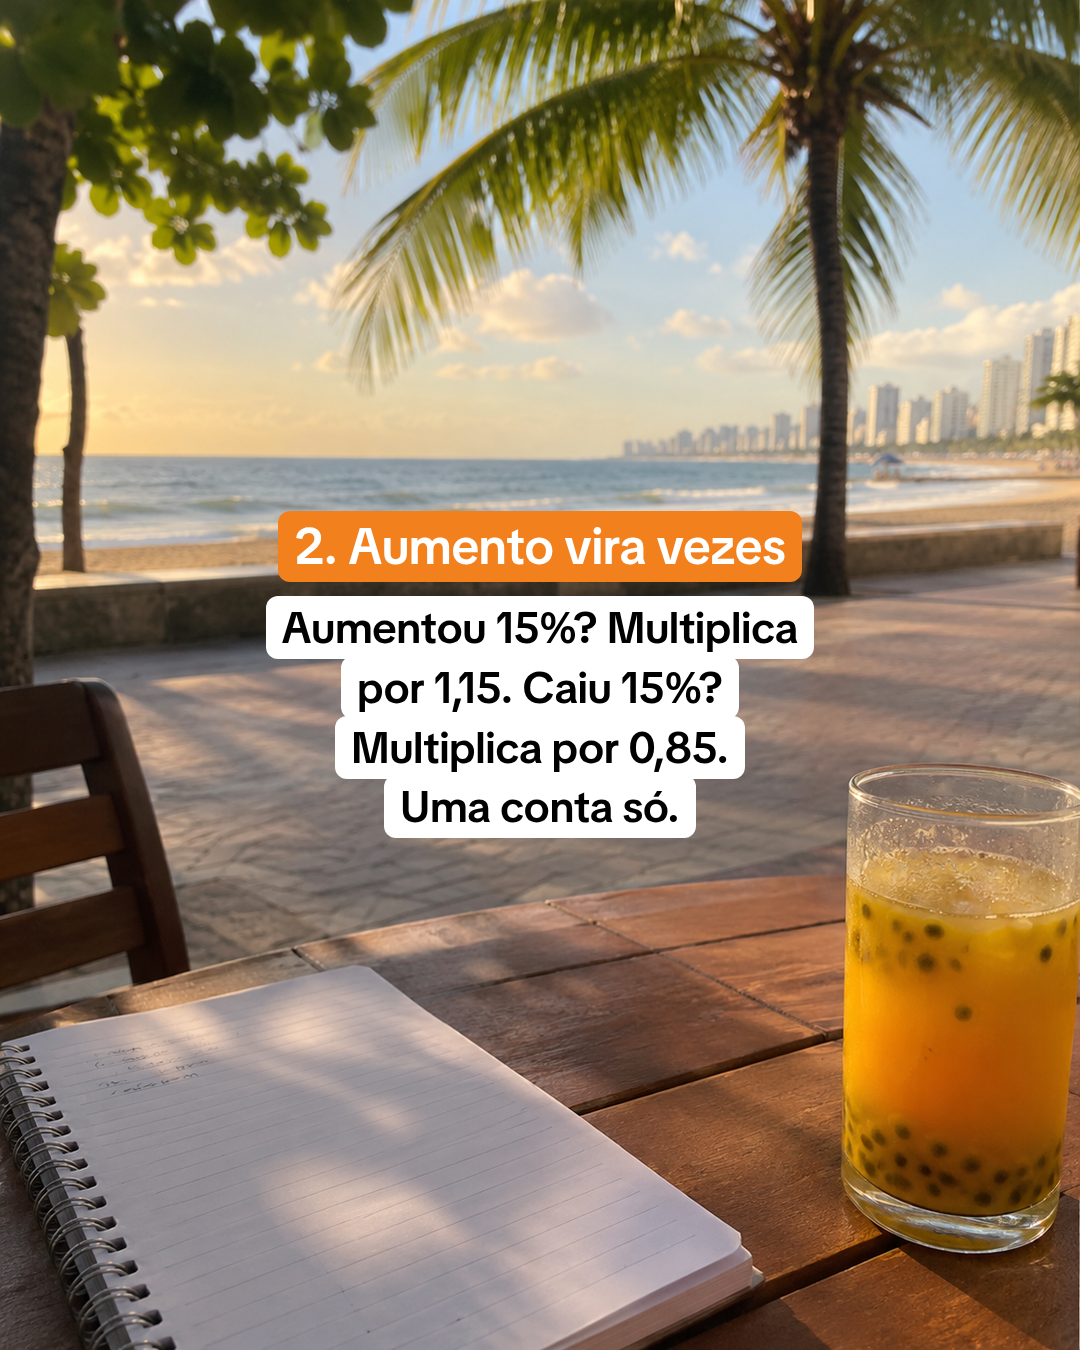 2. Aumento vira vezes
Aumentou 15%? Multiplica
por 1,15. Caiu 15%?
Multiplica por 0,85.
Uma conta só.